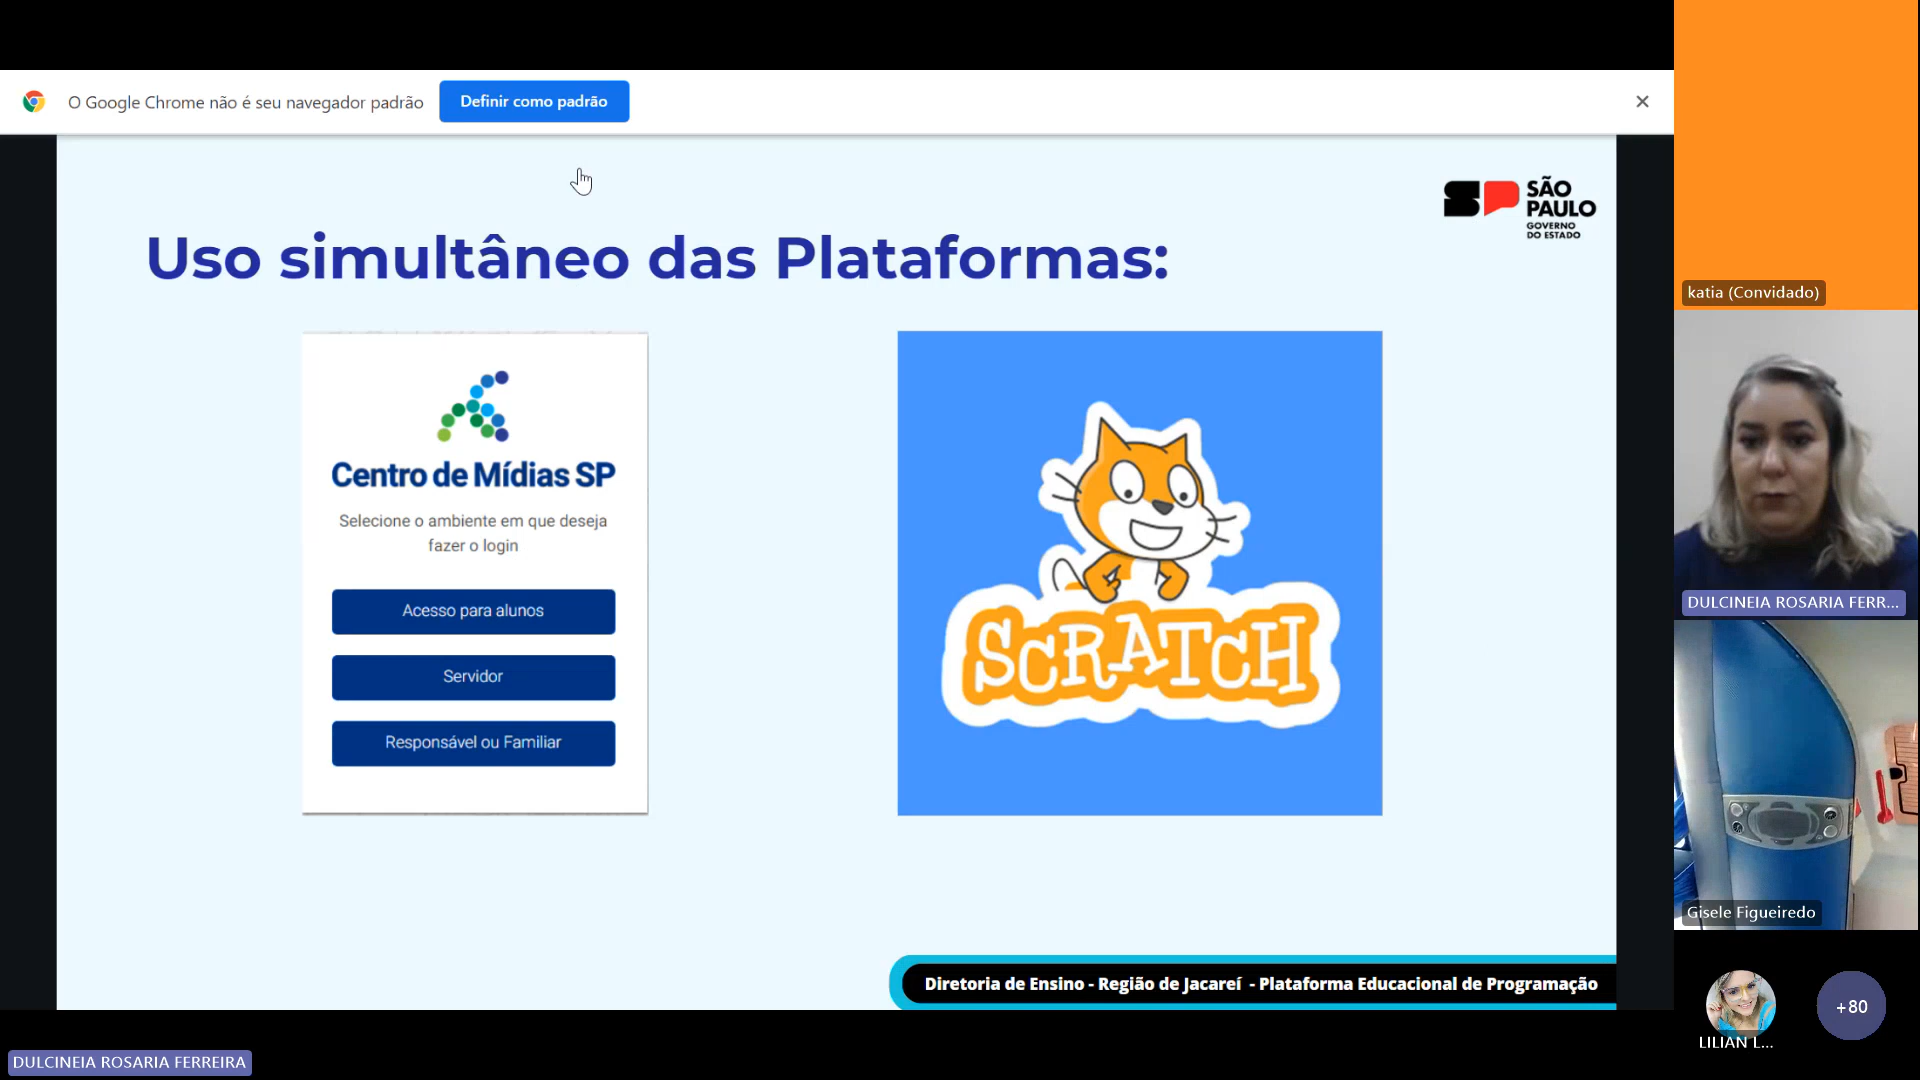 O Google Chrome não é seu navegador padrão
Definir como padrão
SÃO
PAULO
GOVERNO
DO ESTADO
Uso simultâneo das Plataformas:
Centro de Mídias SP
Selecione o ambiente em que deseja
fazer o login
Acesso para alunos
Servidor
Responsável ou Familiar
SCRATCH
Diretoria de Ensino - Região de Jacareí - Plataforma Educacional de Programação
katia (Convidado)
DULCINEIA ROSARIA FERR...
Gisele Figueiredo
LILIAN L...
+80
DULCINEIA ROSARIA FERREIRA